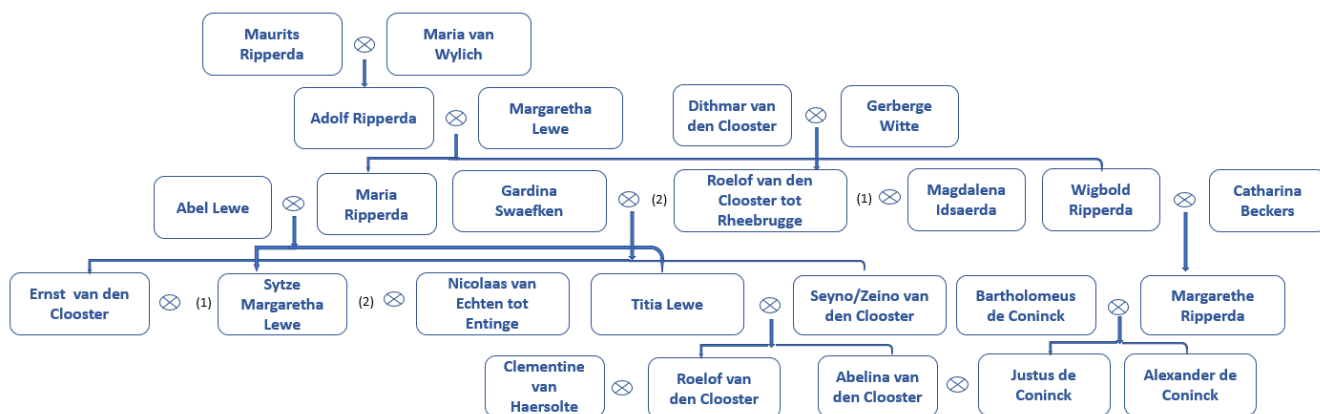 Maurits
Ripperda
Maria van
Wylich
Adolf Ripperda
Margaretha
Lewe
Dithmar van
den Clooster
Gerberge
Witte
Abel Lewe
Maria
Ripperda
Gardina
Swaefken
(2)
Roelof van den
Clooster tot
Rheebrugge
(1)
Magdalena
Idsaerda
Wigbold
Ripperda
Catharina
Beckers
Ernst van den
Clooster
(1)
Sytze
Margaretha
Lewe
(2)
Nicolaas van
Echten tot
Entinge
Titia Lewe
Seyno/Zeino van
den Clooster
Bartholomeus
de Coninck
Margarethe
Ripperda
Clementine
van
Haersolte
Roelof van
den Clooster
Abelina van
den Clooster
Justus de
Coninck
Alexander de
Coninck